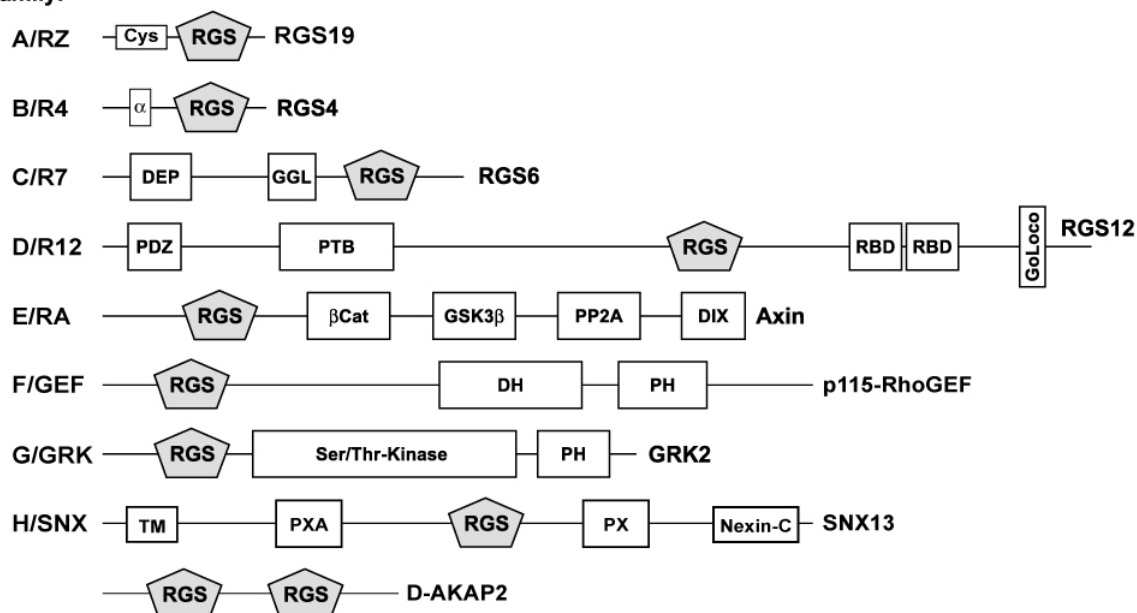 A/RZ Cys RGS RGS19
B/R4 α RGS RGS4
C/R7 DEP GGL RGS RGS6
D/R12 PDZ PTB RGS RBD RBD GoLoco RGS12
E/RA RGS βCat GSK3β PP2A DIX Axin
F/GEF RGS DH PH p115-RhoGEF
G/GRK RGS Ser/Thr-Kinase PH GRK2
H/SNX TM PXA RGS PX Nexin-C SNX13
RGS RGS D-AKAP2